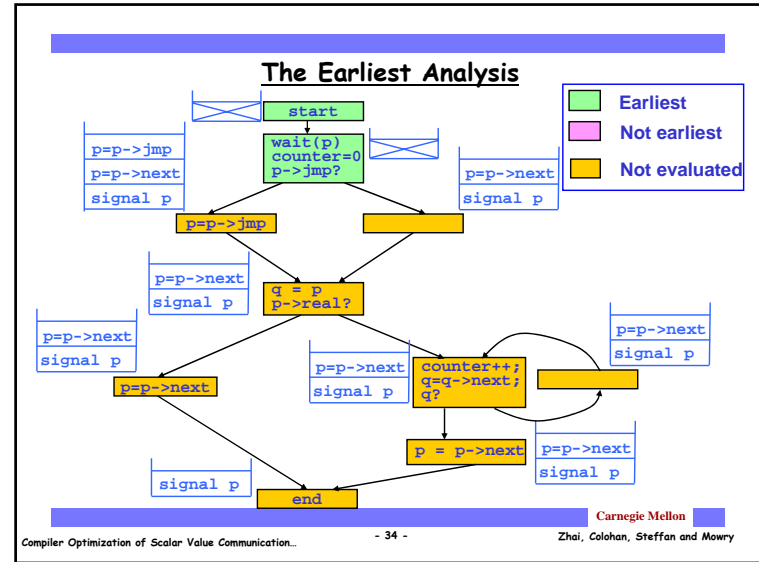 The Earliest Analysis
Earliest
Not earliest
Not evaluated
start
wait(p)
counter=0
p->jmp?
p=p->jmp
p=p->next
signal p
p=p->next
signal p
p=p->jmp
p=p->next
signal p
q = p
p->real?
p=p->next
signal p
p=p->next
signal p
p=p->next
signal p
p=p->next
counter++;
q=q->next;
q?
p = p->next
p=p->next
signal p
signal p
end
Carnegie Mellon
Compiler Optimization of Scalar Value Communication…
- 34 -
Zhai, Colohan, Steffan and Mowry